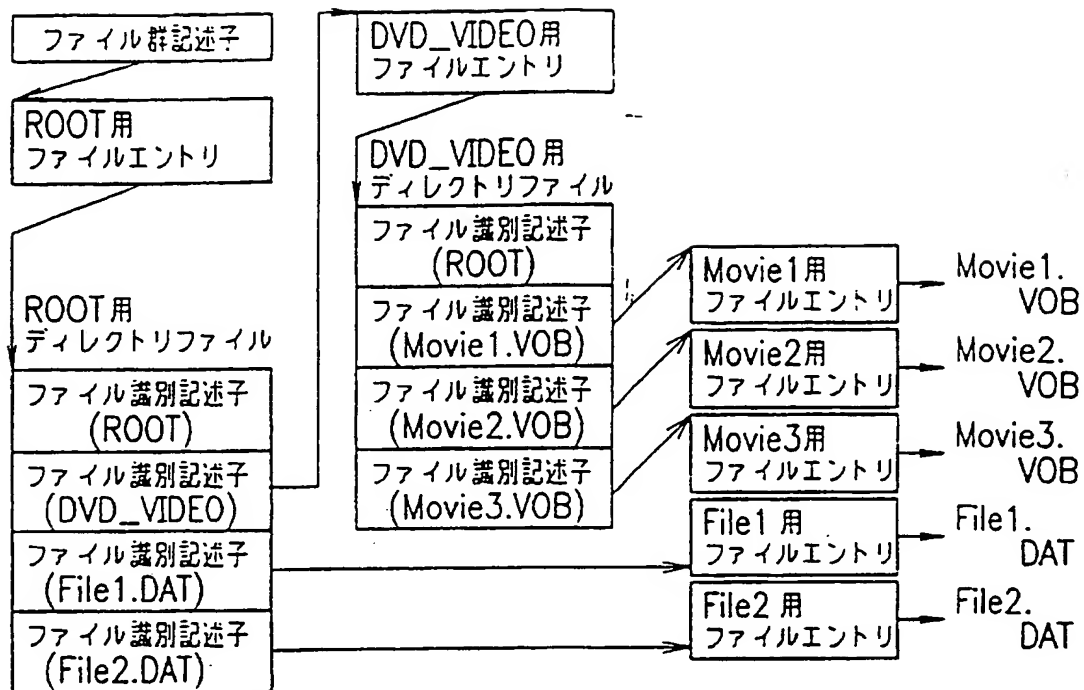 ファイル群記述子
ROOT用
ファイルエントリ
ROOT用
ディレクトリファイル
ファイル識別記述子
(ROOT)
ファイル識別記述子
(DVD_VIDEO)
ファイル識別記述子
(File1.DAT)
ファイル識別記述子
(File2.DAT)
DVD_VIDEO用
ファイルエントリ
DVD_VIDEO用
ディレクトリファイル
ファイル識別記述子
(ROOT)
ファイル識別記述子
(Movie1.VOB)
ファイル識別記述子
(Movie2.VOB)
ファイル識別記述子
(Movie3.VOB)
Movie1用
ファイルエントリ
Movie1.
VOB
Movie2用
ファイルエントリ
Movie2.
VOB
Movie3用
ファイルエントリ
Movie3.
VOB
File1用
ファイルエントリ
File1.
DAT
File2用
ファイルエントリ
File2.
DAT